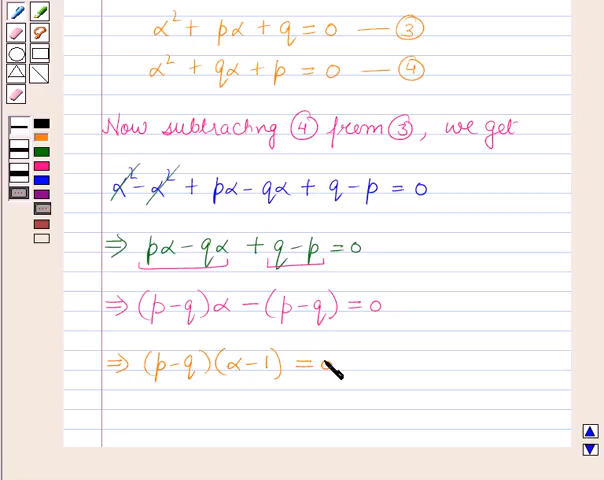 α² + pα + q = 0 — ③
α² + qα + p = 0 — ④
Now subtracting ④ from ③, we get
α² - α² + pα - qα + q - p = 0
⇒ pα - qα + q - p = 0
⇒ (p - q)α - (p - q) = 0
⇒ (p - q)(α - 1) = 0